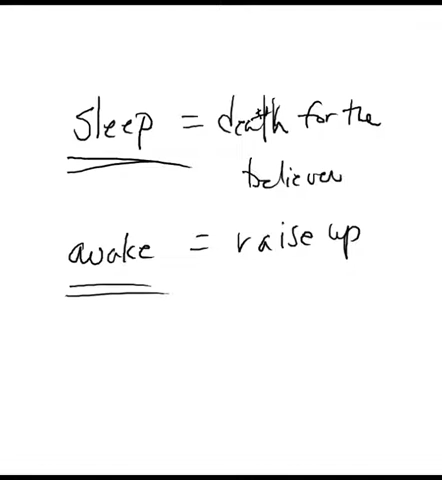 sleep = death for the
believer
awake = raise up